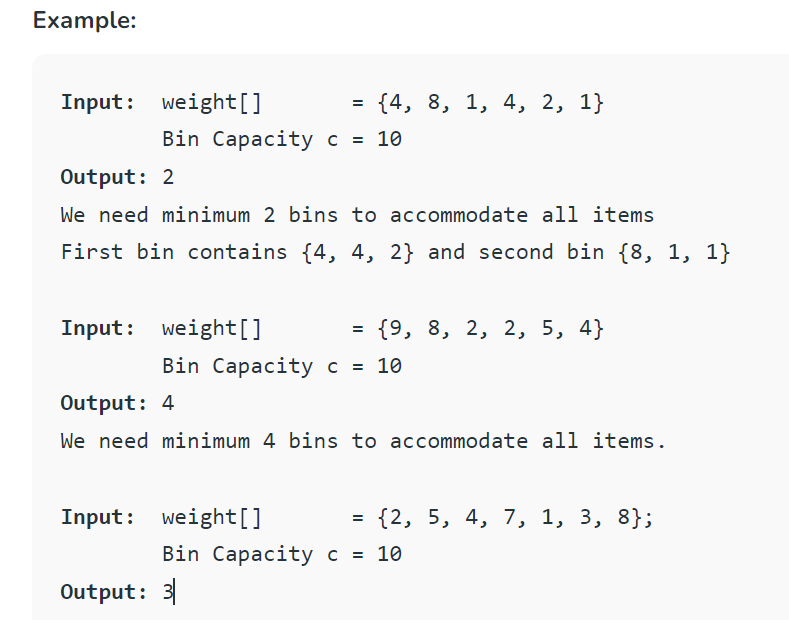 Example:
Input: weight[] = {4, 8, 1, 4, 2, 1}
Bin Capacity c = 10
Output: 2
We need minimum 2 bins to accommodate all items
First bin contains {4, 4, 2} and second bin {8, 1, 1}
Input: weight[] = {9, 8, 2, 2, 5, 4}
Bin Capacity c = 10
Output: 4
We need minimum 4 bins to accommodate all items.
Input: weight[] = {2, 5, 4, 7, 1, 3, 8};
Bin Capacity c = 10
Output: 3